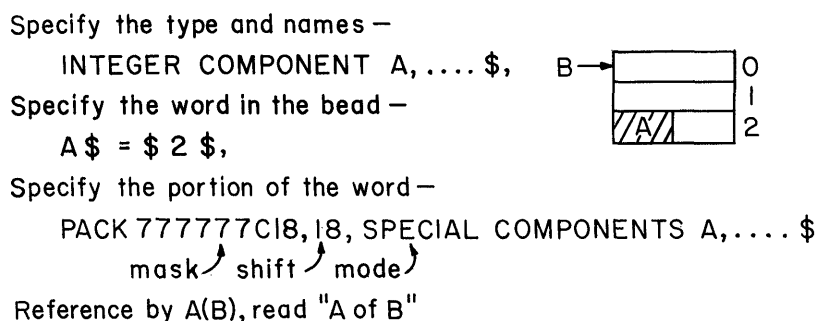 Specify the type and names —
INTEGER COMPONENT A, .... $,
Specify the word in the bead —
A $ = $ 2 $,
B
0
1
A
2
Specify the portion of the word —
PACK 777777C18, 18, SPECIAL COMPONENTS A, .... $
mask shift mode
Reference by A(B), read "A of B"